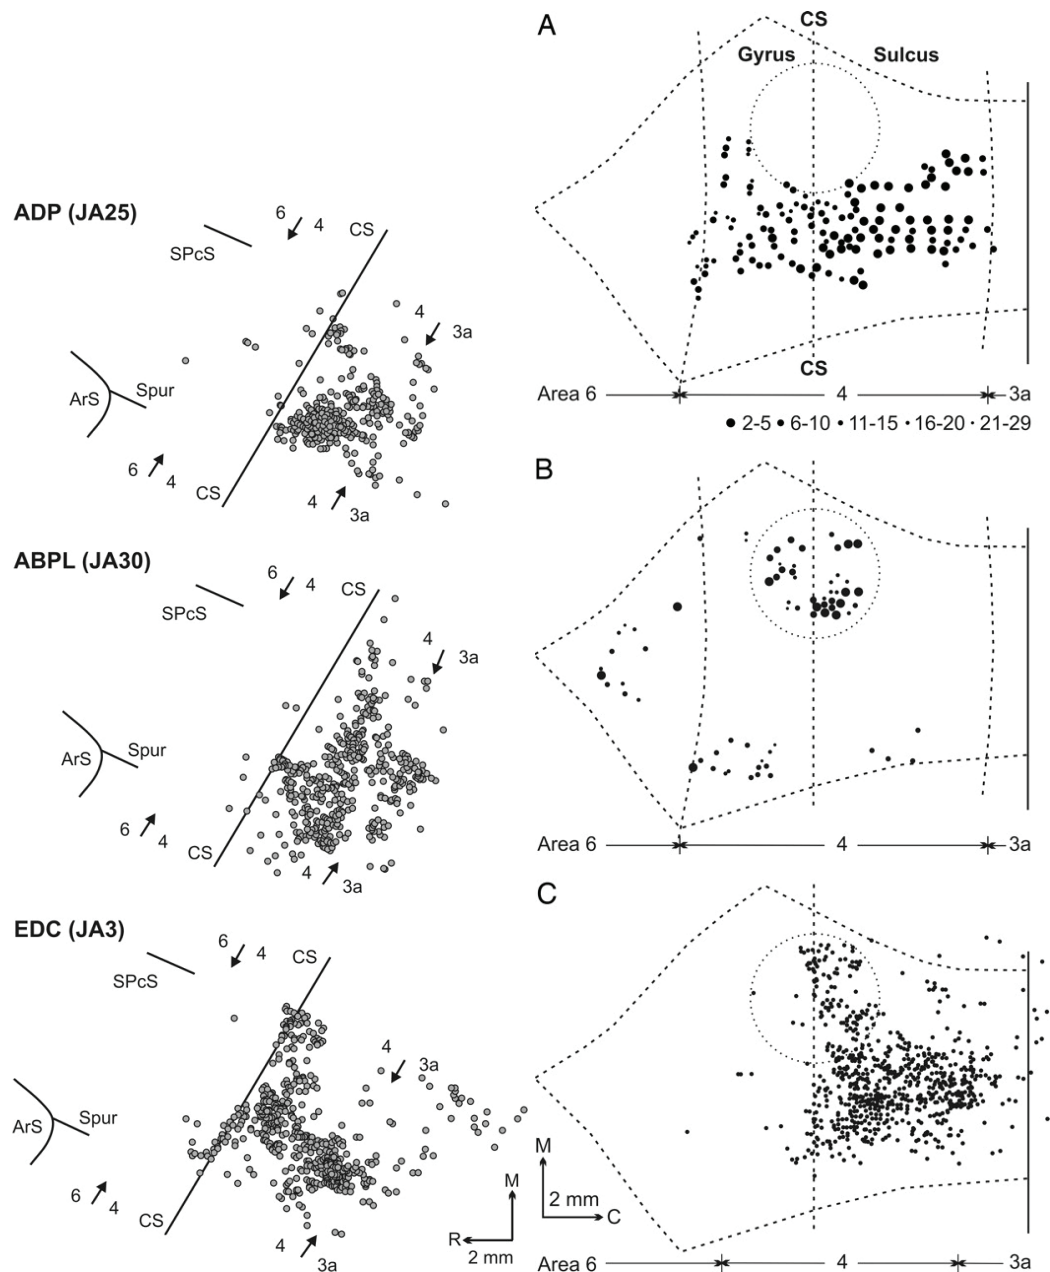 ADP (JA25)
6
4
CS
SPcS
4
3a
ArS
Spur
6
4
CS
4
3a
ABPL (JA30)
6
4
CS
SPcS
4
3a
ArS
Spur
6
4
CS
4
3a
EDC (JA3)
6
4
CS
SPcS
4
3a
ArS
Spur
6
4
CS
4
3a
M
R
2 mm
A
CS
Gyrus
Sulcus
CS
Area 6
4
3a
2-5
6-10
11-15
16-20
21-29
B
Area 6
4
3a
C
M
2 mm
C
Area 6
4
3a